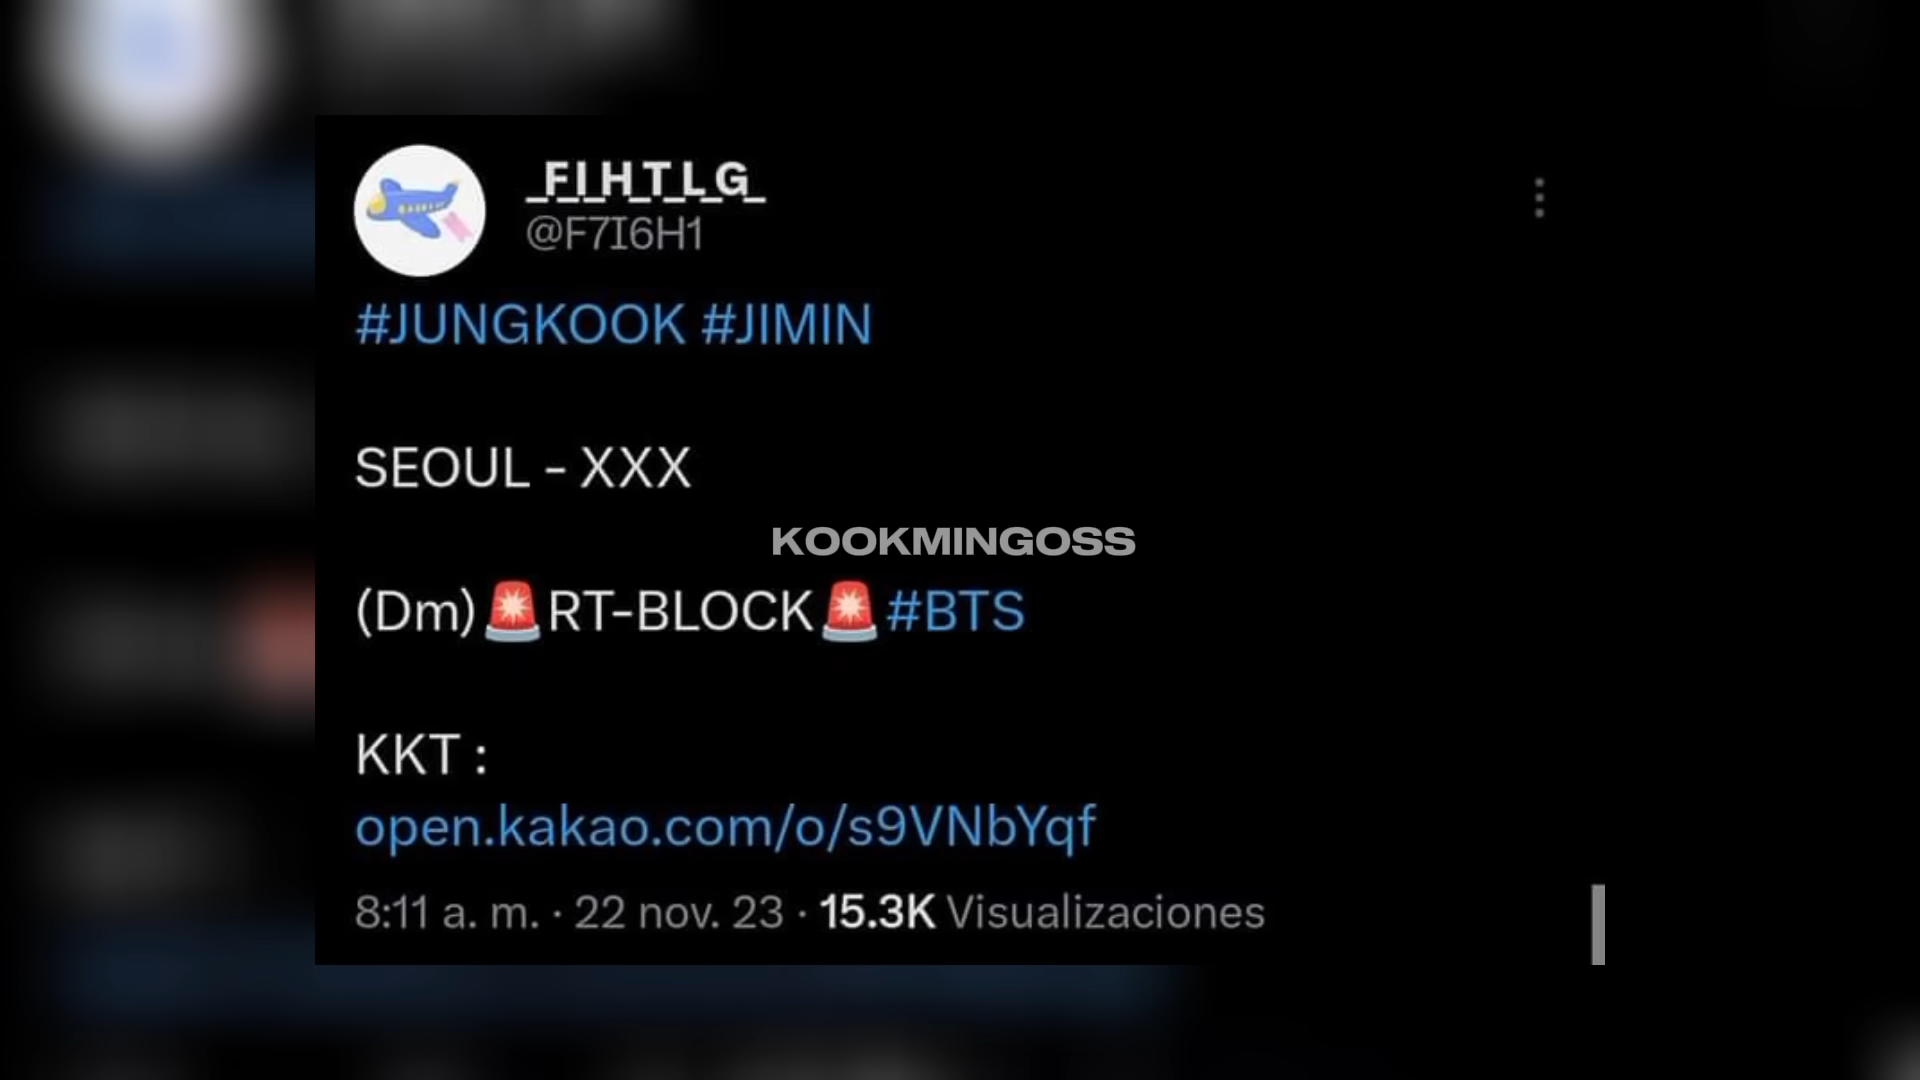 _F_I_H_T_L_G_
@F7I6H1
#JUNGKOOK #JIMIN
SEOUL - XXX
KOOKMINGOSS
(Dm)🚨RT-BLOCK🚨#BTS
KKT :
open.kakao.com/o/s9VNbYqf
8:11 a. m. · 22 nov. 23 · 15.3K Visualizaciones